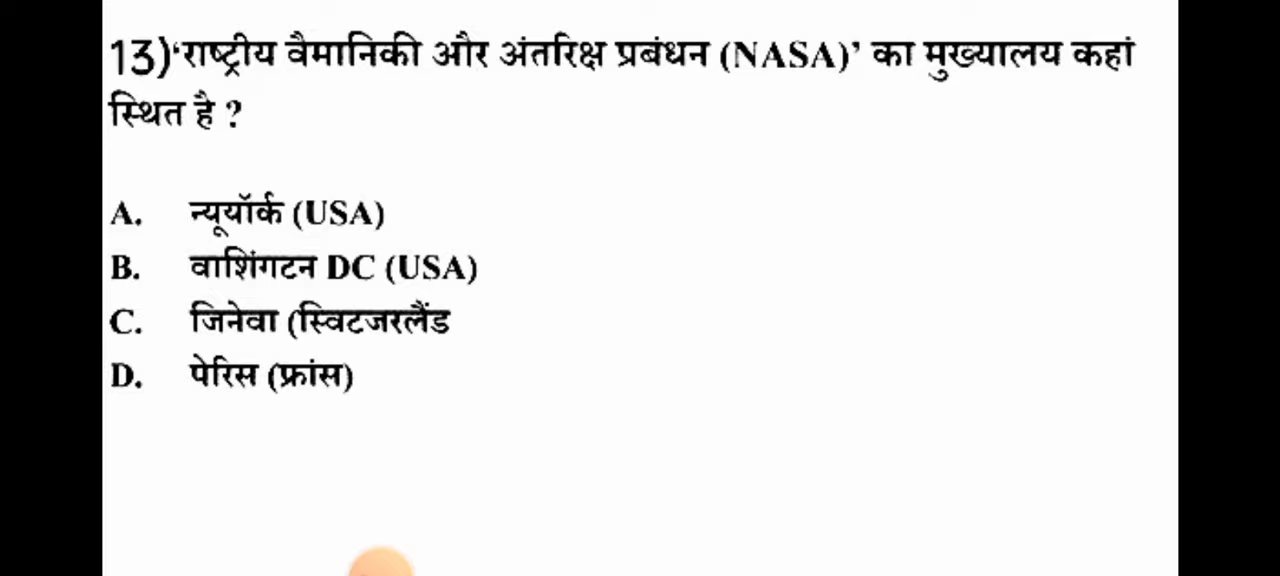 13)‘राष्ट्रीय वैमानिकी और अंतरिक्ष प्रबंधन (NASA)’ का मुख्यालय कहां
स्थित है ?
A. न्यूयॉर्क (USA)
B. वाशिंगटन DC (USA)
C. जिनेवा (स्विटजरलैंड
D. पेरिस (फ्रांस)